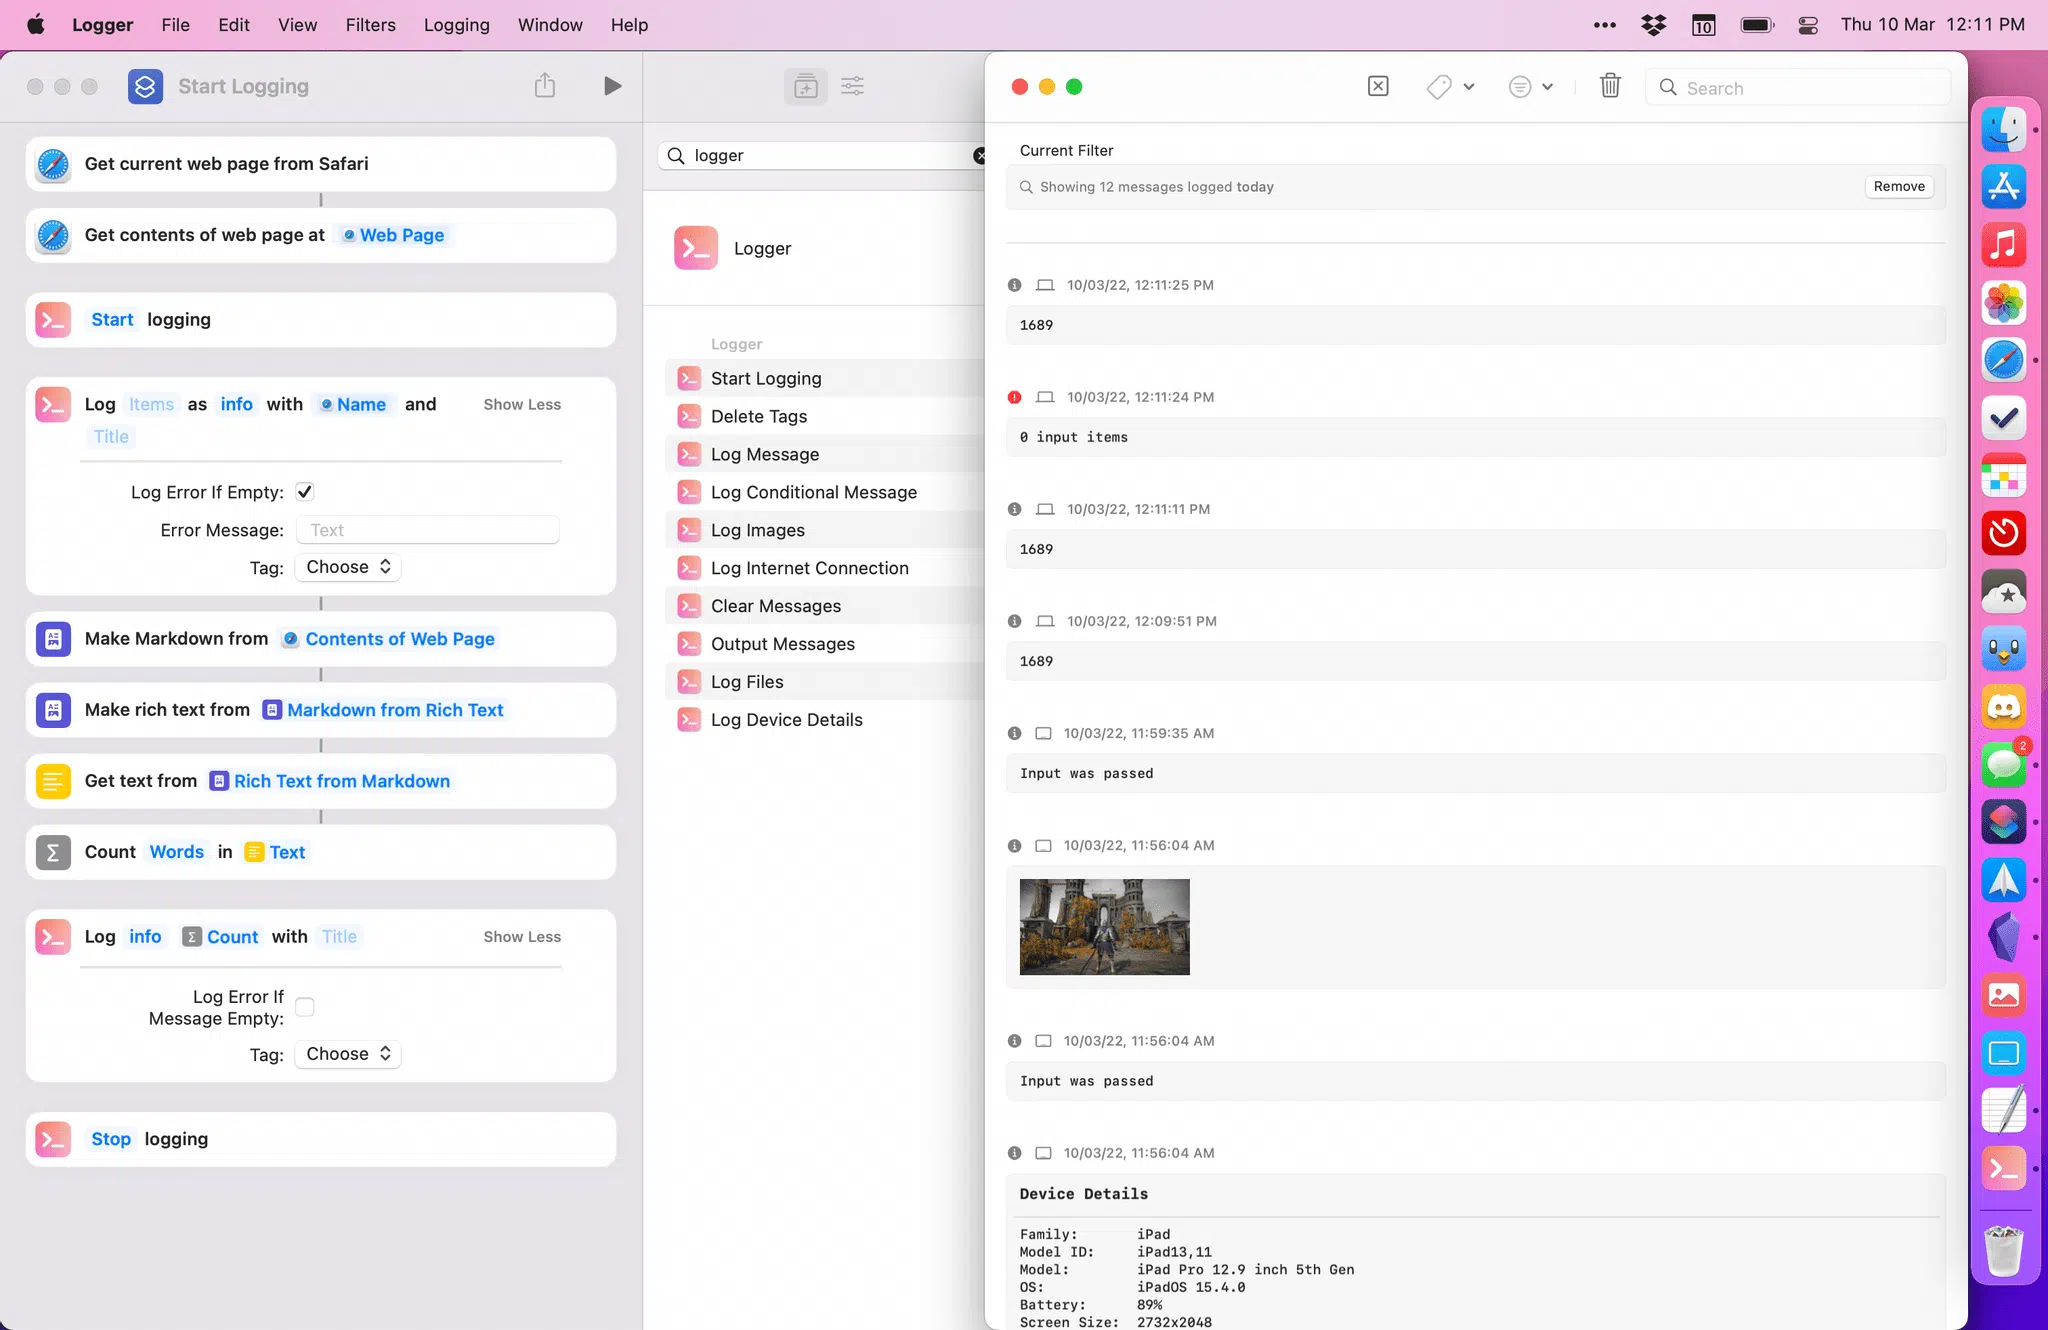 Logger File Edit View Filters Logging Window Help
10 Thu 10 Mar 12:11 PM
Start Logging
Get current web page from Safari
Get contents of web page at Web Page
Start logging
Log Items as info with Name and Show Less
Title
Log Error If Empty:
Error Message: Text
Tag: Choose
Make Markdown from Contents of Web Page
Make rich text from Markdown from Rich Text
Get text from Rich Text from Markdown
Count Words in Text
Log info Count with Title Show Less
Log Error If
Message Empty:
Tag: Choose
Stop logging
logger
Logger
Logger
Start Logging
Delete Tags
Log Message
Log Conditional Message
Log Images
Log Internet Connection
Clear Messages
Output Messages
Log Files
Log Device Details
Search
Current Filter
Showing 12 messages logged today Remove
10/03/22, 12:11:25 PM
1689
10/03/22, 12:11:24 PM
0 input items
10/03/22, 12:11:11 PM
1689
10/03/22, 12:09:51 PM
1689
10/03/22, 11:59:35 AM
Input was passed
10/03/22, 11:56:04 AM
10/03/22, 11:56:04 AM
Input was passed
10/03/22, 11:56:04 AM
Device Details
Family: iPad
Model ID: iPad13,11
Model: iPad Pro 12.9 inch 5th Gen
OS: iPadOS 15.4.0
Battery: 89%
Screen Size: 2732x2048
2